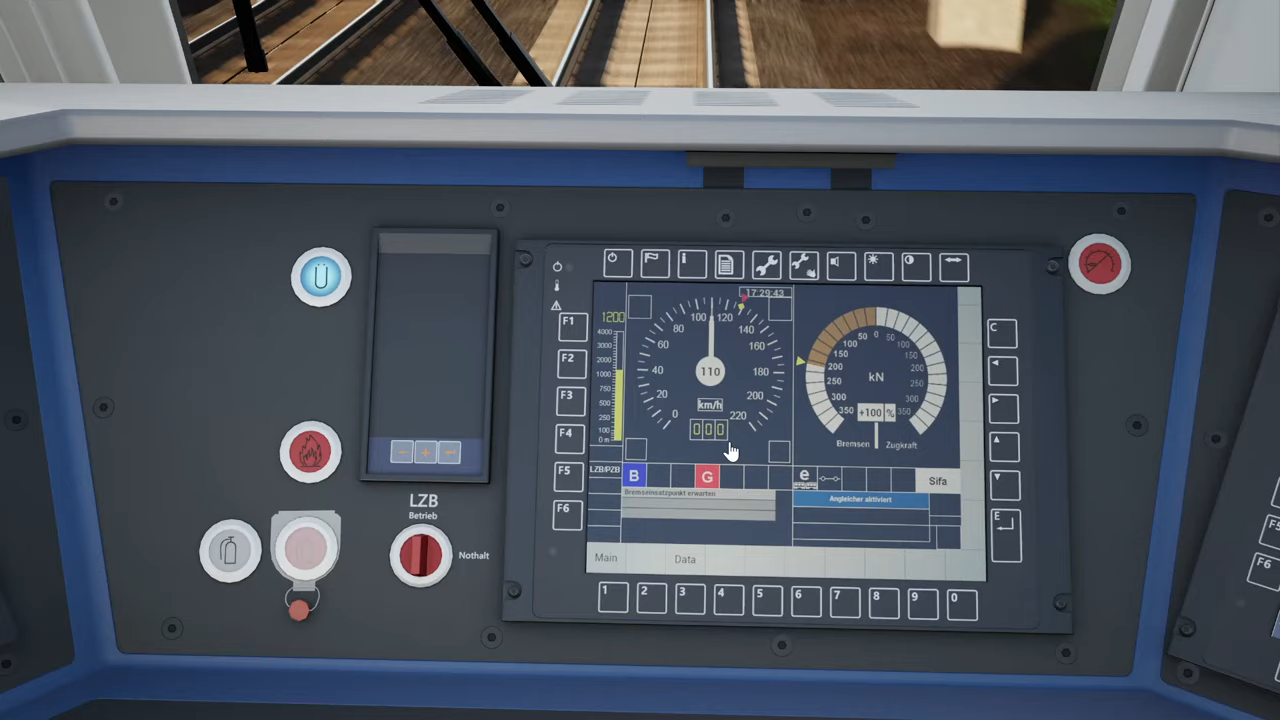 17:29:43
1200
4000
3000
2000
1000
750
500
250
100
0 m
0
20
40
60
80
100
120
140
160
180
200
220
110
km/h
000
350
300
250
200
150
100
50
0
50
100
150
200
250
300
350
kN
+100 %
Bremsen
Zugkraft
F1
F2
F3
F4
F5
F6
LZB/PZB
B
G
e
Sifa
Bremseinsatzpunkt erwarten
Angleicher aktiviert
Main
Data
1
2
3
4
5
6
7
8
9
0
C
E
i
LZB
Betrieb
Nothalt
F6